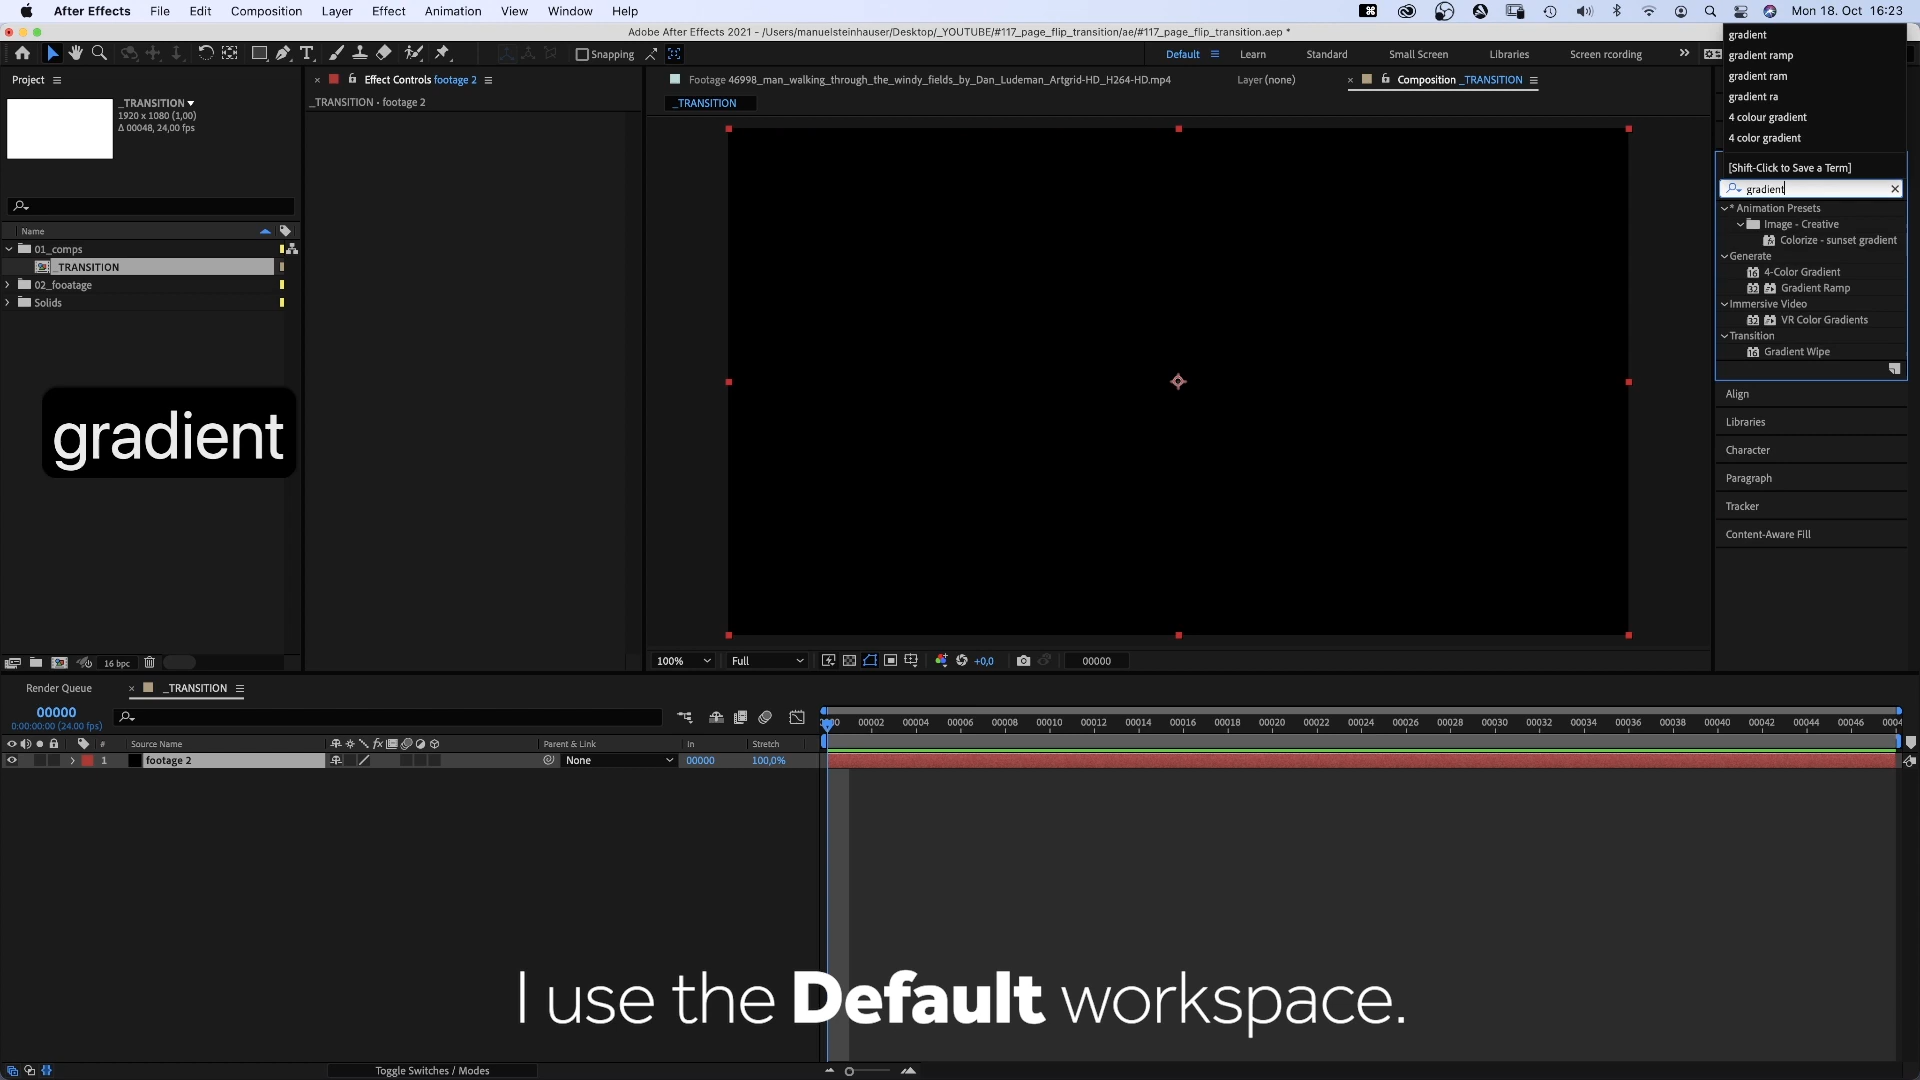 After Effects File Edit Composition Layer Effect Animation View Window Help Mon 18. Oct 16:23
Adobe After Effects 2021 - /Users/manuelsteinhauser/Desktop/_YOUTUBE/#117_page_flip_transition/ae/#117_page_flip_transition.aep *
Snapping Default Learn Standard Small Screen Libraries Screen rcording
Project Effect Controls footage 2 Footage 46998_man_walking_through_the_windy_fields_by_Dan_Ludeman_Artgrid-HD_H264-HD.mp4 Layer (none) Composition _TRANSITION
_TRANSITION
1920 x 1080 (1,00)
Δ 00048, 24,00 fps
_TRANSITION • footage 2
_TRANSITION
gradient
gradient ramp
gradient ram
gradient ra
4 colour gradient
4 color gradient
[Shift-Click to Save a Term]
gradient
* Animation Presets
Image - Creative
Colorize - sunset gradient
Generate
16 4-Color Gradient
32 Gradient Ramp
Immersive Video
32 VR Color Gradients
Transition
16 Gradient Wipe
Align
Libraries
Character
Paragraph
Tracker
Content-Aware Fill
Name
01_comps
_TRANSITION
02_fooatage
Solids
gradient
16 bpc
100% Full +0,0 00000
Render Queue _TRANSITION
00000
0:00:00:00 (24.00 fps)
# Source Name Parent & Link In Stretch
1 footage 2 None 00000 100,0%
00002 00004 00006 00008 00010 00012 00014 00016 00018 00020 00022 00024 00026 00028 00030 00032 00034 00036 00038 00040 00042 00044 00046
I use the Default workspace.
Toggle Switches / Modes